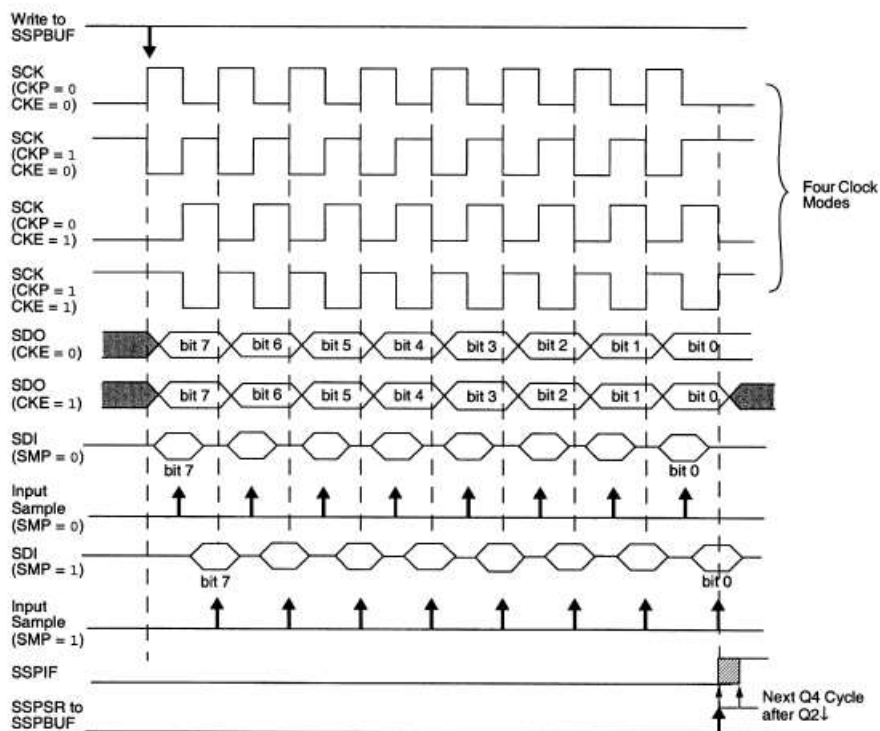 Write to
SSPBUF
SCK
(CKP = 0
CKE = 0)
SCK
(CKP = 1
CKE = 0)
SCK
(CKP = 0
CKE = 1)
SCK
(CKP = 1
CKE = 1)
Four Clock
Modes
SDO
(CKE = 0)
bit 7 bit 6 bit 5 bit 4 bit 3 bit 2 bit 1 bit 0
SDO
(CKE = 1)
bit 7 bit 6 bit 5 bit 4 bit 3 bit 2 bit 1 bit 0
SDI
(SMP = 0)
bit 7 bit 0
Input
Sample
(SMP = 0)
SDI
(SMP = 1)
bit 7 bit 0
Input
Sample
(SMP = 1)
SSPIF
SSPSR to
SSPBUF
Next Q4 Cycle
after Q2↓